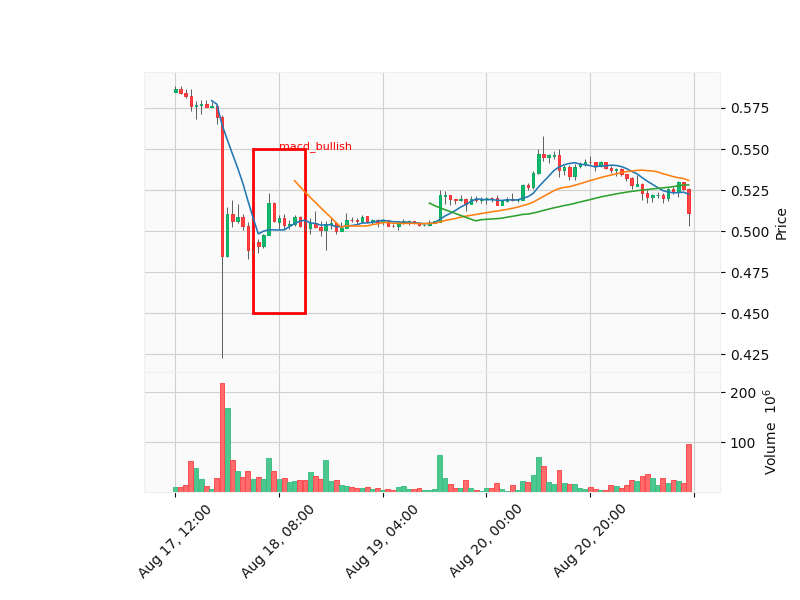 macd_bullish
0.575
0.550
0.525
0.500
0.475
0.450
0.425
Price
200
100
Volume 10^6
Aug 17, 12:00
Aug 18, 08:00
Aug 19, 04:00
Aug 20, 00:00
Aug 20, 20:00